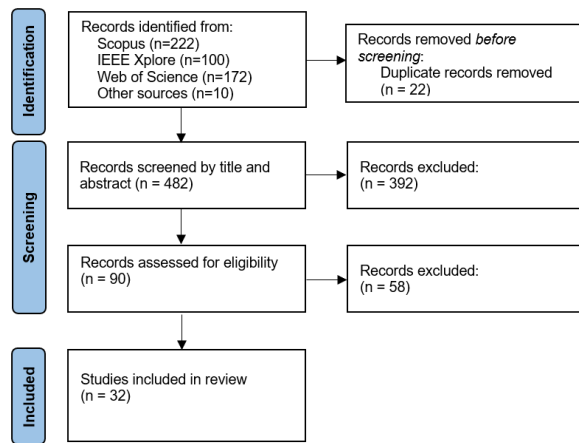 Identification
Records identified from:
Scopus (n=222)
IEEE Xplore (n=100)
Web of Science (n=172)
Other sources (n=10)
Records removed before
screening:
Duplicate records removed
(n = 22)
Screening
Records screened by title and
abstract (n = 482)
Records excluded:
(n = 392)
Records assessed for eligibility
(n = 90)
Records excluded:
(n = 58)
Included
Studies included in review
(n = 32)